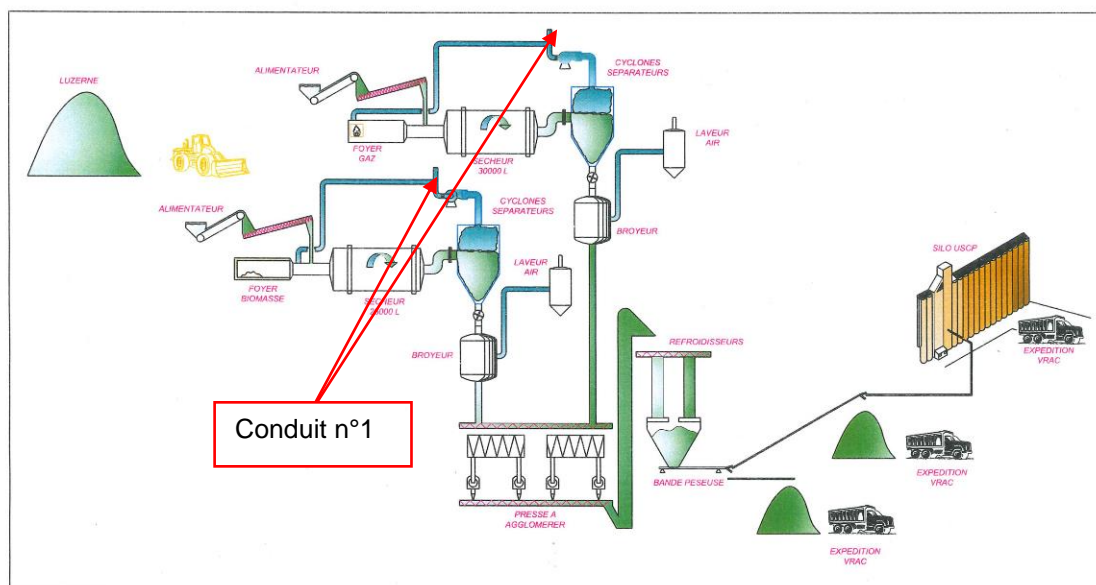 LUZERNE
ALIMENTATEUR
CYCLONES
SEPARATEURS
FOYER
GAZ
SECHEUR
30000 L
LAVEUR
AIR
BROYEUR
ALIMENTATEUR
CYCLONES
SEPARATEURS
FOYER
BIOMASSE
SECHEUR
LAVEUR
AIR
BROYEUR
SILO USCP
EXPEDITION
VRAC
REFROIDISSEURS
Conduit n°1
BANDE PESEUSE
EXPEDITION
VRAC
PRESSE A
AGGLOMERER
EXPEDITION
VRAC